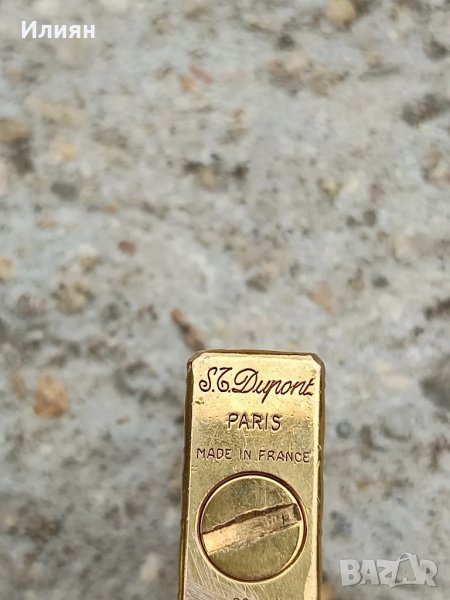 Илиян
S.T. Dupont
PARIS
MADE IN FRANCE
BAZAR